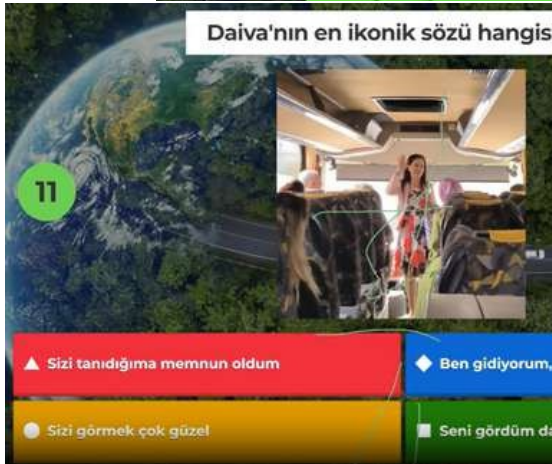 Daiva'nın en ikonik sözü hangis
11
Sizi tanıdığıma memnun oldum
Ben gidiyorum,
Sizi görmek çok güzel
Seni gördüm da